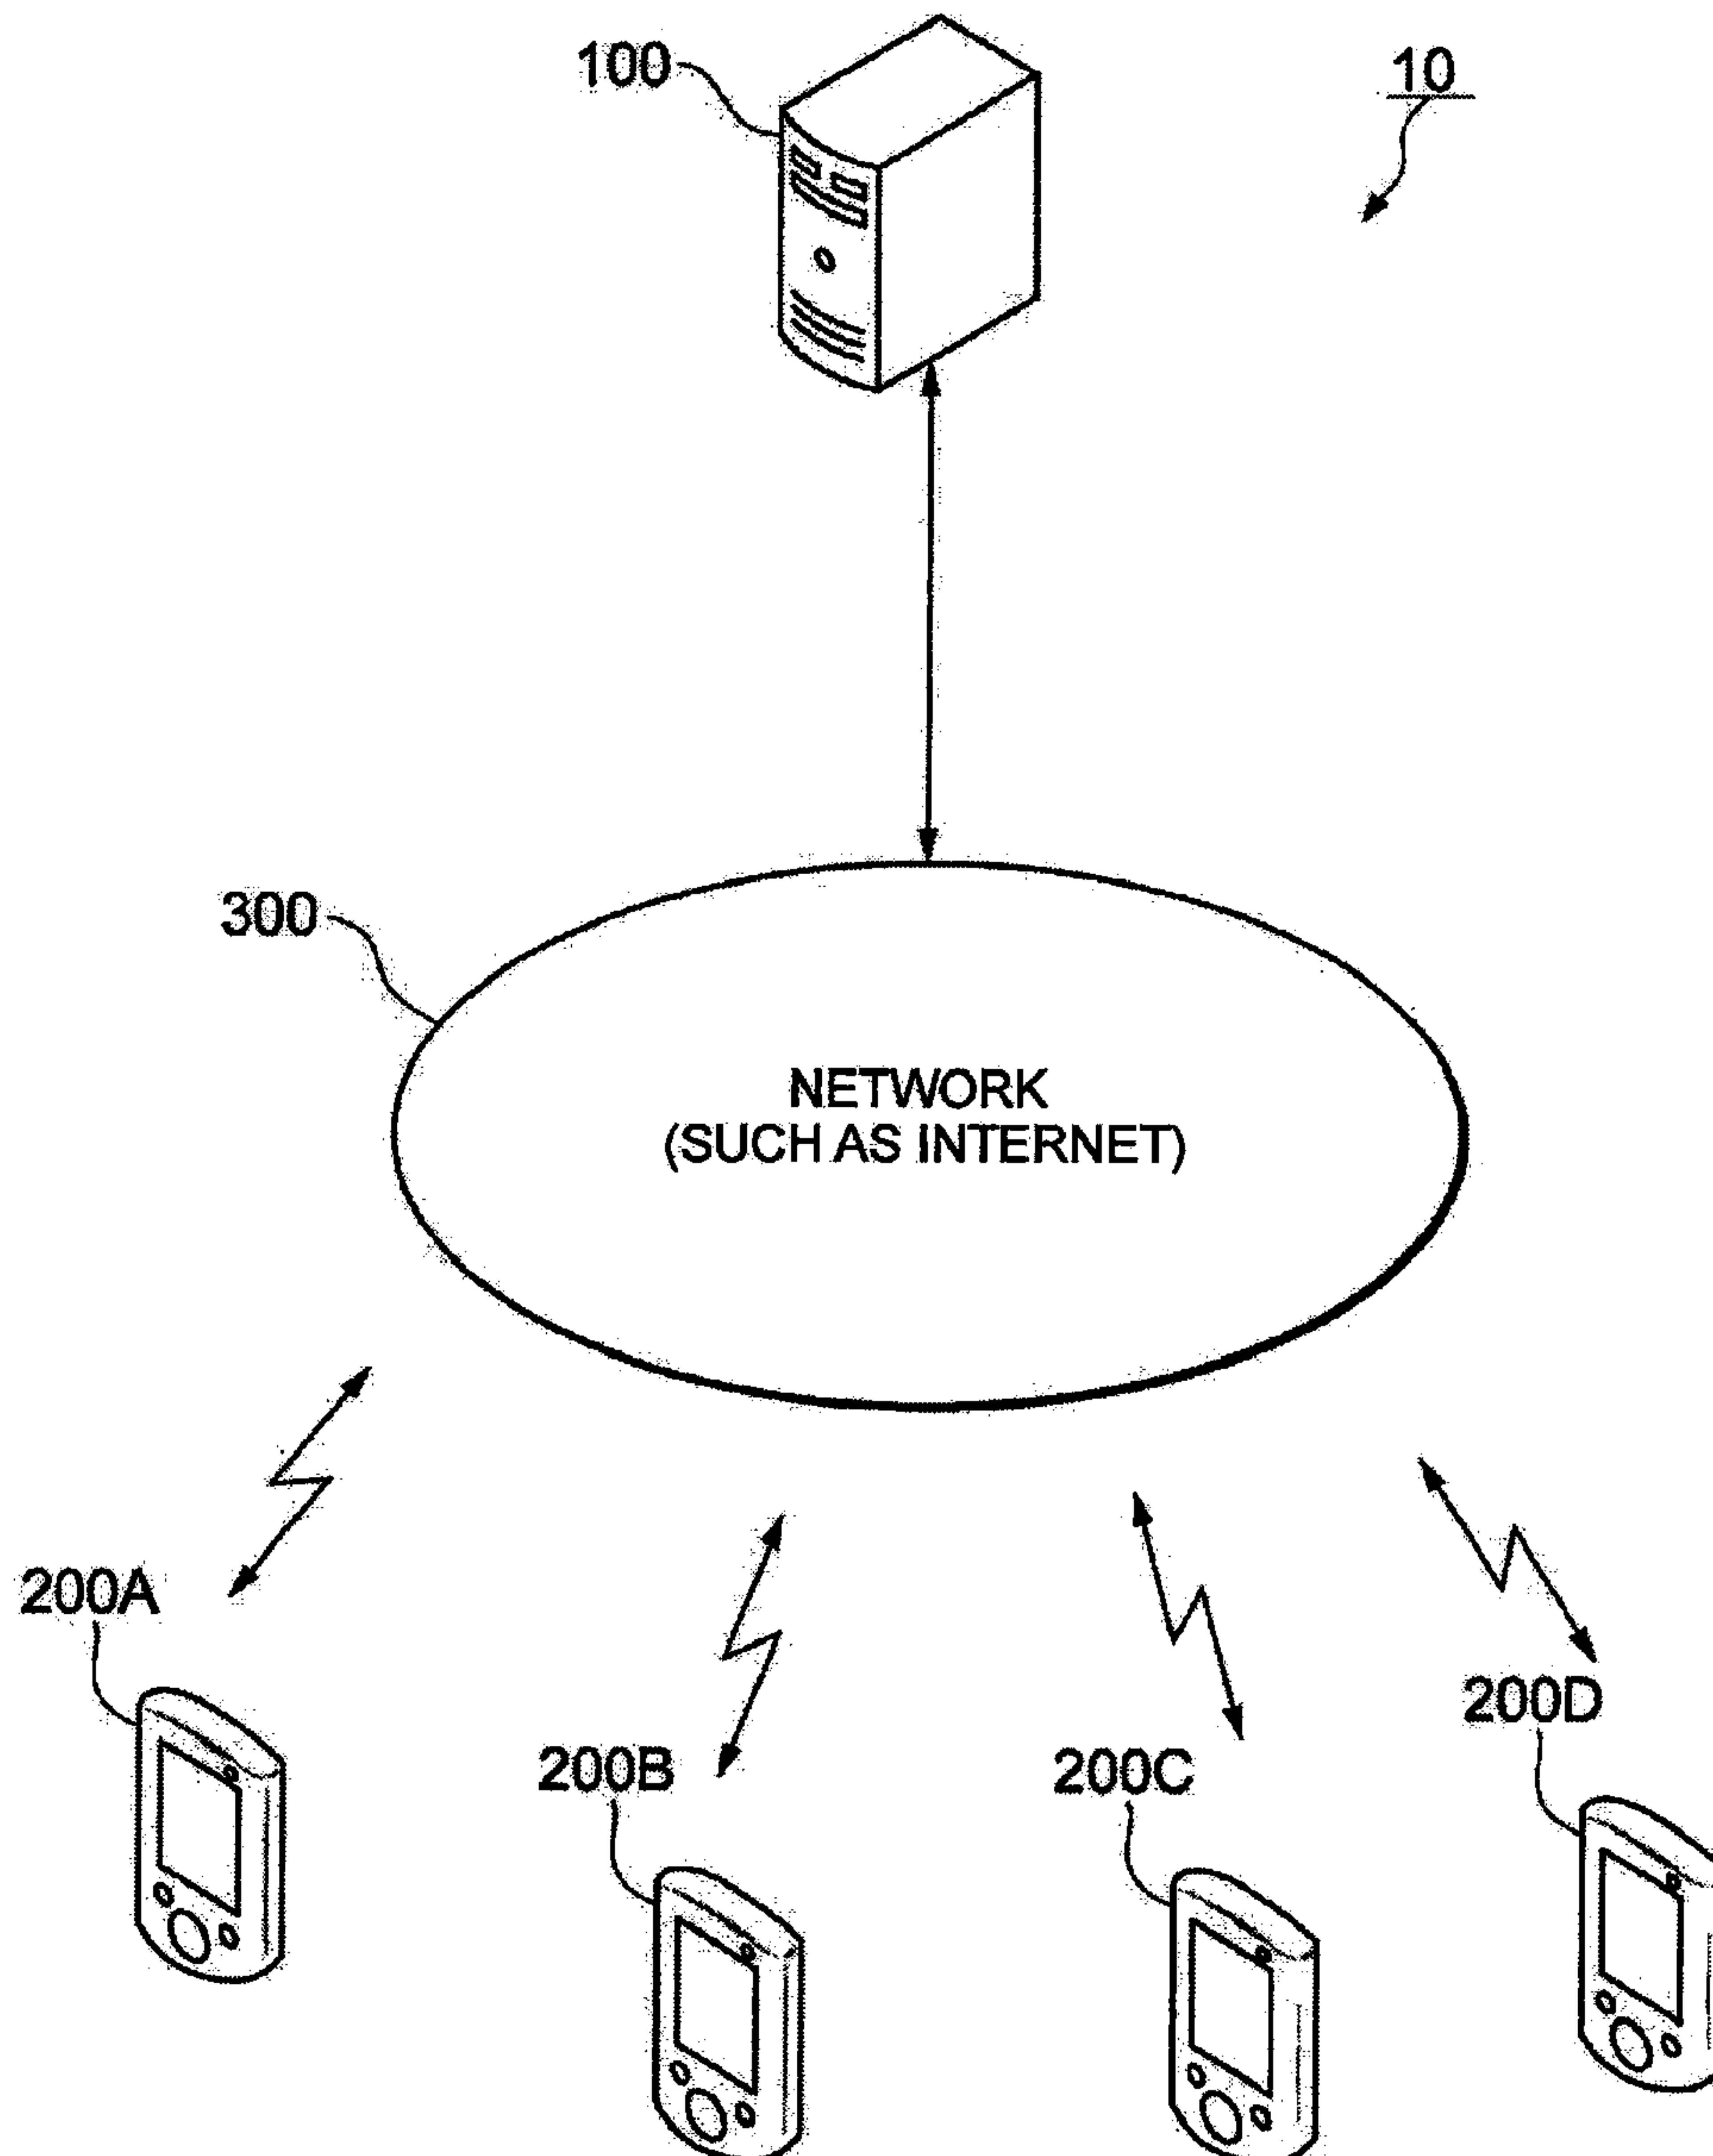 100
10
300
NETWORK
(SUCH AS INTERNET)
200A
200B
200C
200D